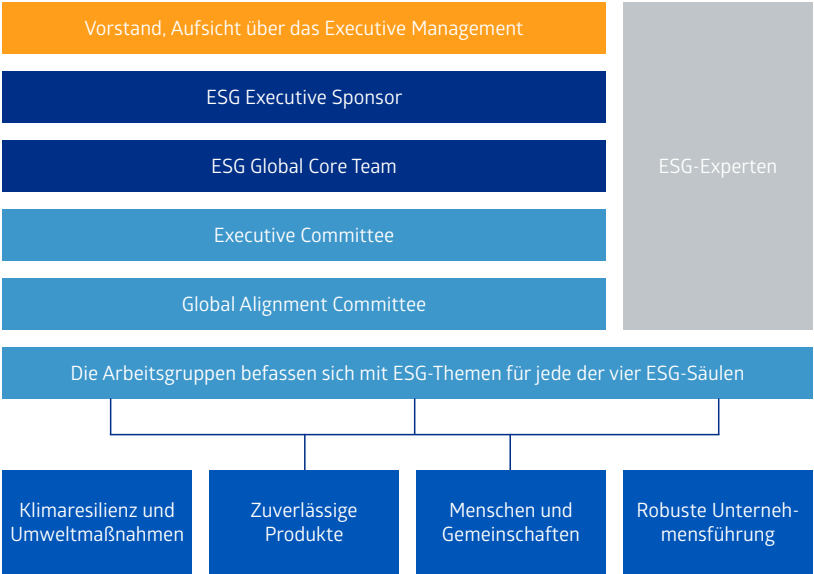 Vorstand, Aufsicht über das Executive Management
ESG Executive Sponsor
ESG Global Core Team
ESG-Experten
Executive Committee
Global Alignment Committee
Die Arbeitsgruppen befassen sich mit ESG-Themen für jede der vier ESG-Säulen
Klimaresilienz und
Umweltmaßnahmen
Zuverlässige
Produkte
Menschen und
Gemeinschaften
Robuste Unterneh-
mensführung